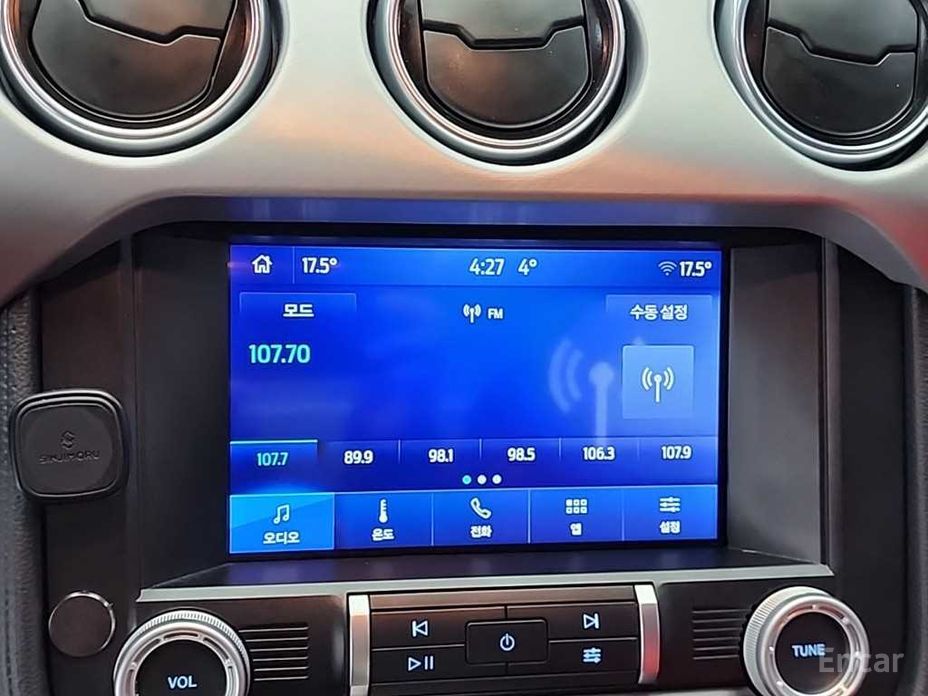 17.5° 4:27 4° 17.5°
모드 FM 수동 설정
107.70
107.7 89.9 98.1 98.5 106.3 107.9
오디오 온도 전화 앱 설정
SINJIMORU
VOL TUNE
Encar